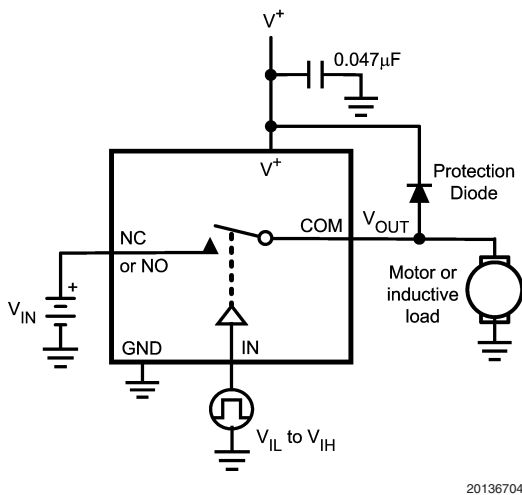 V+
0.047μF
V+
Protection
Diode
COM
VOUT
NC
or NO
+
VIN
Motor or
inductive
load
GND
IN
VIL to VIH
20136704